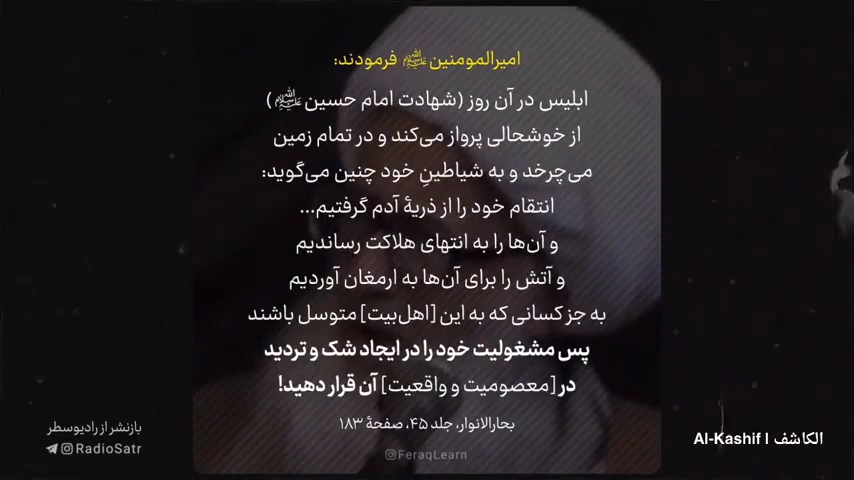 امیرالمومنین ﷺ فرمودند:
ابلیس در آن روز (شهادت امام حسین ﷺ)
از خوشحالی پرواز می‌کند و در تمام زمین
می‌چرخد و به شیاطینِ خود چنین می‌گوید:
انتقام خود را از ذریهٔ آدم گرفتیم...
و آن‌ها را به انتهای هلاکت رساندیم
و آتش را برای آن‌ها به ارمغان آوردیم
به جز کسانی که به این [اهل‌بیت] متوسل باشند
پس مشغولیت خود را در ایجاد شک و تردید
در [معصومیت و واقعیت] آن قرار دهید!
بحارالانوار، جلد ۴۵، صفحهٔ ۱۸۳
بازنشر از رادیوسطر
RadioSatr
FeraqLearn
Al-Kashif | الكاشف